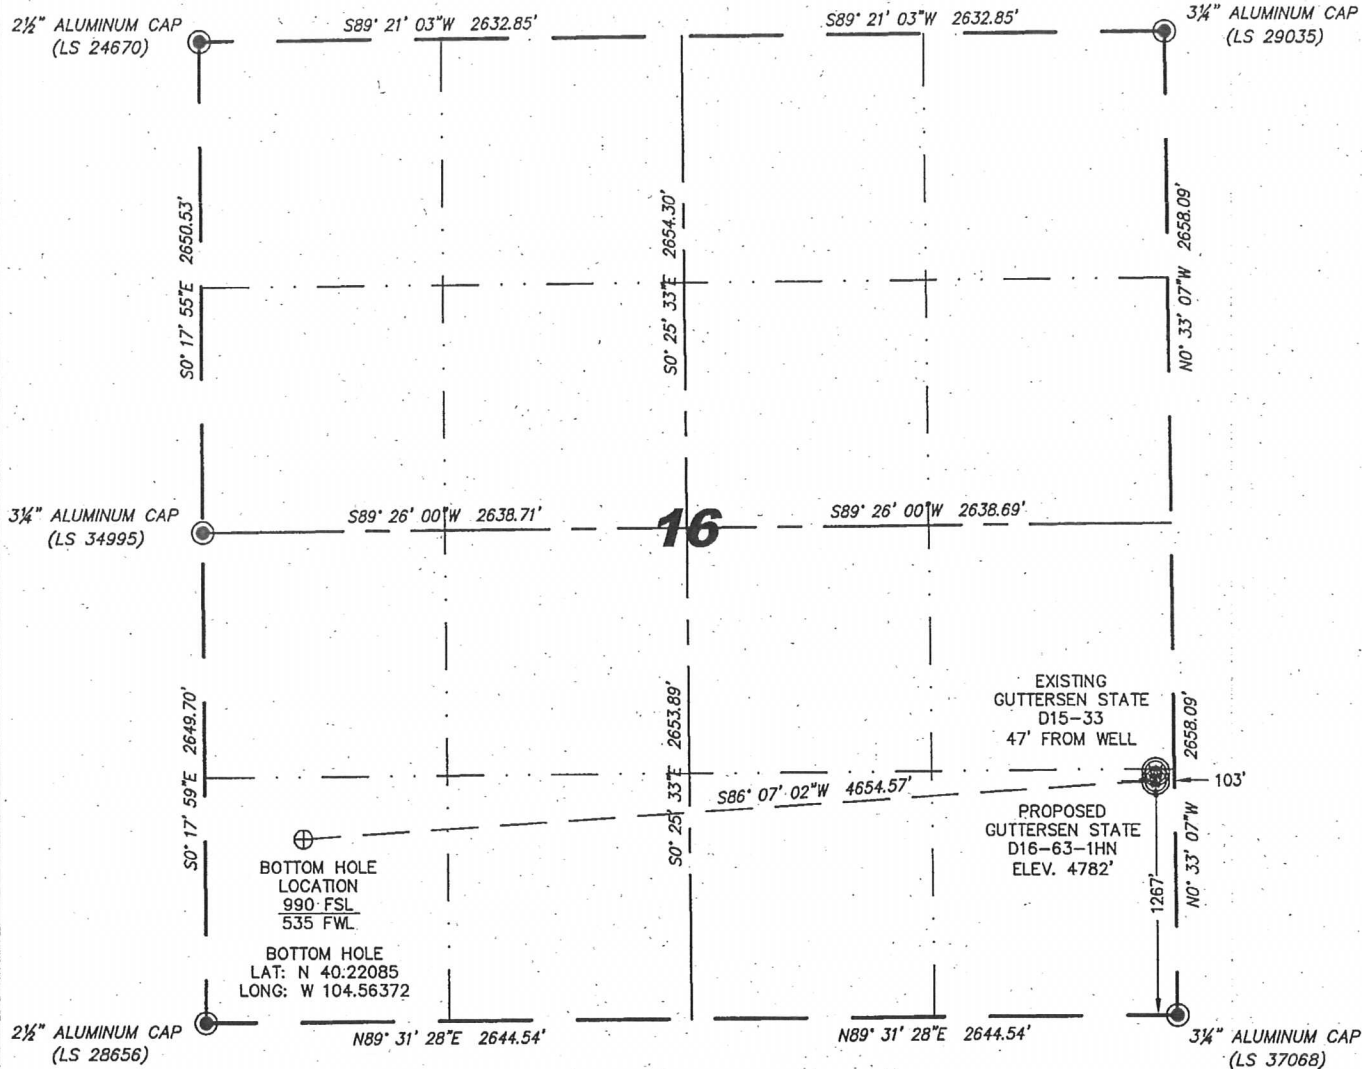 2½" ALUMINUM CAP
(LS 24670)
S89° 21' 03"W 2632.85'
S89° 21' 03"W 2632.85'
3¼" ALUMINUM CAP
(LS 29035)
S0° 17' 55"E 2650.53'
S0° 25' 33"E 2654.30'
N0° 33' 07"W 2658.09'
3¼" ALUMINUM CAP
(LS 34995)
S89° 26' 00"W 2638.71'
16
S89° 26' 00"W 2638.69'
S0° 17' 59"E 2649.70'
S0° 25' 33"E 2653.89'
EXISTING
GUTTERSEN STATE
D15-33
47' FROM WELL
N0° 33' 07"W 2658.09'
103'
S86° 07' 02"W 4654.57'
PROPOSED
GUTTERSEN STATE
D16-63-1HN
ELEV. 4782'
1267'
BOTTOM HOLE
LOCATION
990 FSL
535 FWL
BOTTOM HOLE
LAT: N 40.22085
LONG: W 104.56372
2½" ALUMINUM CAP
(LS 28656)
N89° 31' 28"E 2644.54'
N89° 31' 28"E 2644.54'
3¼" ALUMINUM CAP
(LS 37068)